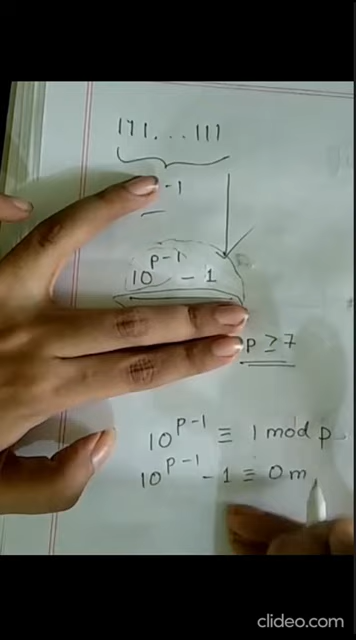 111...111
-1
10^{p-1} - 1
p ≥ 7
10^{p-1} ≡ 1 mod p
10^{p-1} - 1 ≡ 0 m
clideo.com